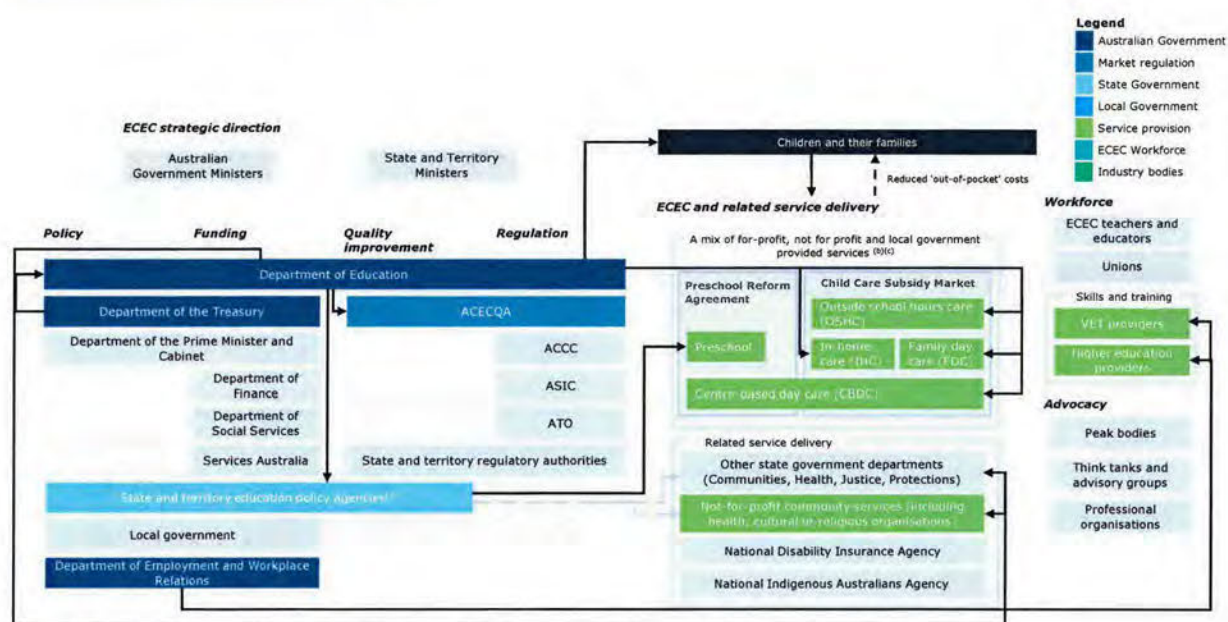 Legend
Australian Government
Market regulation
State Government
Local Government
Service provision
ECEC Workforce
Industry bodies
ECEC strategic direction
Australian
Government Ministers
State and Territory
Ministers
Children and their families
Reduced 'out-of-pocket' costs
Policy
Funding
Quality
improvement
Regulation
ECEC and related service delivery
A mix of for-profit, not for profit and local government
provided services (b)(c)
Department of Education
Department of the Treasury
ACECQA
Department of the Prime Minister and
Cabinet
Department of
Finance
Department of
Social Services
Services Australia
ACCC
ASIC
ATO
State and territory regulatory authorities
State and territory education policy agencies
Local government
Department of Employment and Workplace
Relations
Preschool Reform
Agreement
Child Care Subsidy Market
Outside school hours care
(OSHC)
Preschool
In-home
care (IHC)
Family day
care (FDC)
Centre-based day care (CBDC)
Related service delivery
Other state government departments
(Communities, Health, Justice, Protections)
Not-for-profit community services (including
health, cultural or religious organisations)
National Disability Insurance Agency
National Indigenous Australians Agency
Workforce
ECEC teachers and
educators
Unions
Skills and training
VET providers
Higher education
providers
Advocacy
Peak bodies
Think tanks and
advisory groups
Professional
organisations